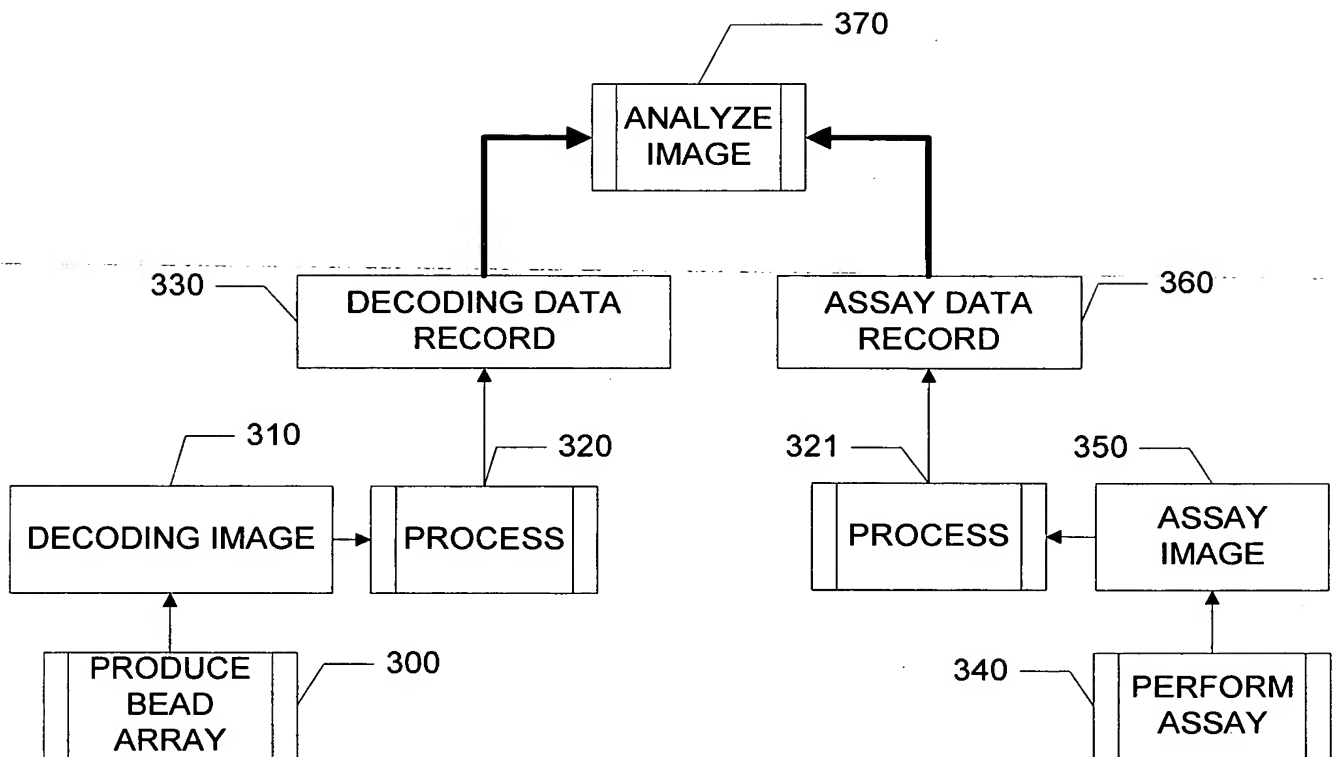 370
ANALYZE
IMAGE
330
DECODING DATA
RECORD
ASSAY DATA
RECORD
360
310
320
321
350
DECODING IMAGE
PROCESS
PROCESS
ASSAY
IMAGE
PRODUCE
BEAD
ARRAY
300
340
PERFORM
ASSAY